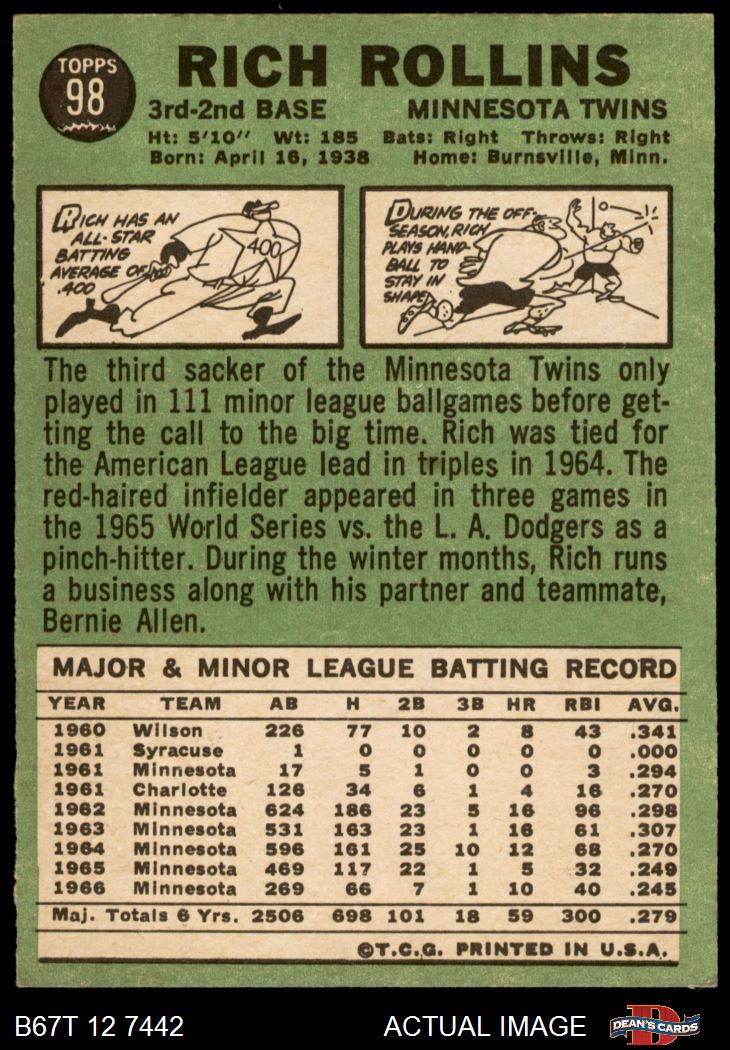 TOPPS
98
RICH ROLLINS
3rd-2nd BASE MINNESOTA TWINS
Ht: 5'10" Wt: 185 Bats: Right Throws: Right
Born: April 16, 1938 Home: Burnsville, Minn.
RICH HAS AN
ALL-STAR
BATTING
AVERAGE OF
.400
400
DURING THE OFF-
SEASON, RICH
PLAYS HAND-
BALL TO
STAY IN
SHAPE
The third sacker of the Minnesota Twins only
played in 111 minor league ballgames before get-
ting the call to the big time. Rich was tied for
the American League lead in triples in 1964. The
red-haired infielder appeared in three games in
the 1965 World Series vs. the L. A. Dodgers as a
pinch-hitter. During the winter months, Rich runs
a business along with his partner and teammate,
Bernie Allen.
MAJOR & MINOR LEAGUE BATTING RECORD
YEAR TEAM AB H 2B 3B HR RBI AVG.
1960 Wilson 226 77 10 2 8 43 .341
1961 Syracuse 1 0 0 0 0 0 .000
1961 Minnesota 17 5 1 0 0 3 .294
1961 Charlotte 126 34 6 1 4 16 .270
1962 Minnesota 624 186 23 5 16 96 .298
1963 Minnesota 531 163 23 1 16 61 .307
1964 Minnesota 596 161 25 10 12 68 .270
1965 Minnesota 469 117 22 1 5 32 .249
1966 Minnesota 269 66 7 1 10 40 .245
Maj. Totals 6 Yrs. 2506 698 101 18 59 300 .279
©T.C.G. PRINTED IN U.S.A.
B67T 12 7442 ACTUAL IMAGE DEAN'S CARDS